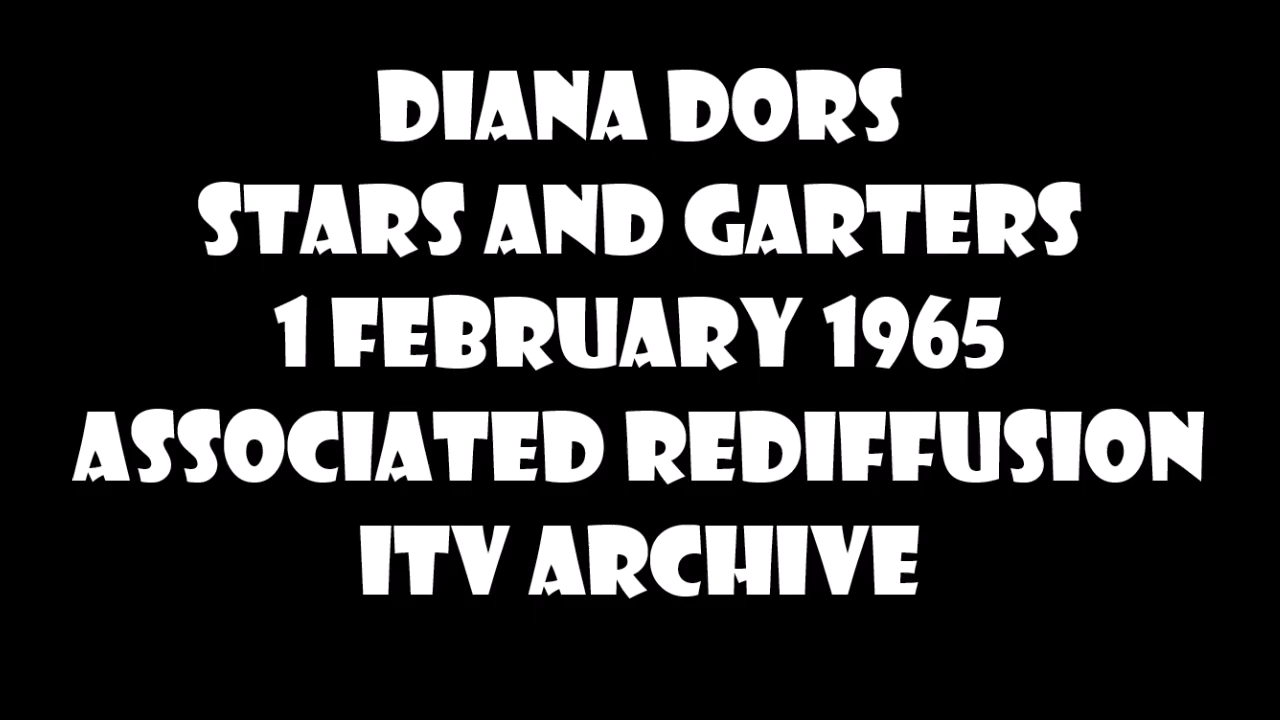 DIANA DORS
STARS AND GARTERS
1 FEBRUARY 1965
ASSOCIATED REDIFFUSION
ITV ARCHIVE